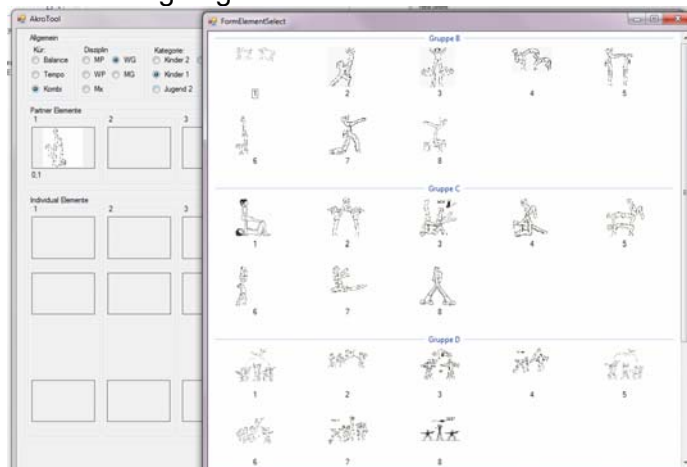 AkroTool
Allgemein
Kür: Disziplin Kategorie:
Balance MP WG Kinder 2
Tempo WP MG Kinder 1
Kombi Mx Jugend 2
Partner Elemente
1 2 3
0,1
Individual Elemente
1 2 3
FormElementSelect
Gruppe B
1 2 3 4 5
6 7 8
Gruppe C
1 2 3 4 5
6 7 8
Gruppe D
1 2 3 4 5
6 7 8